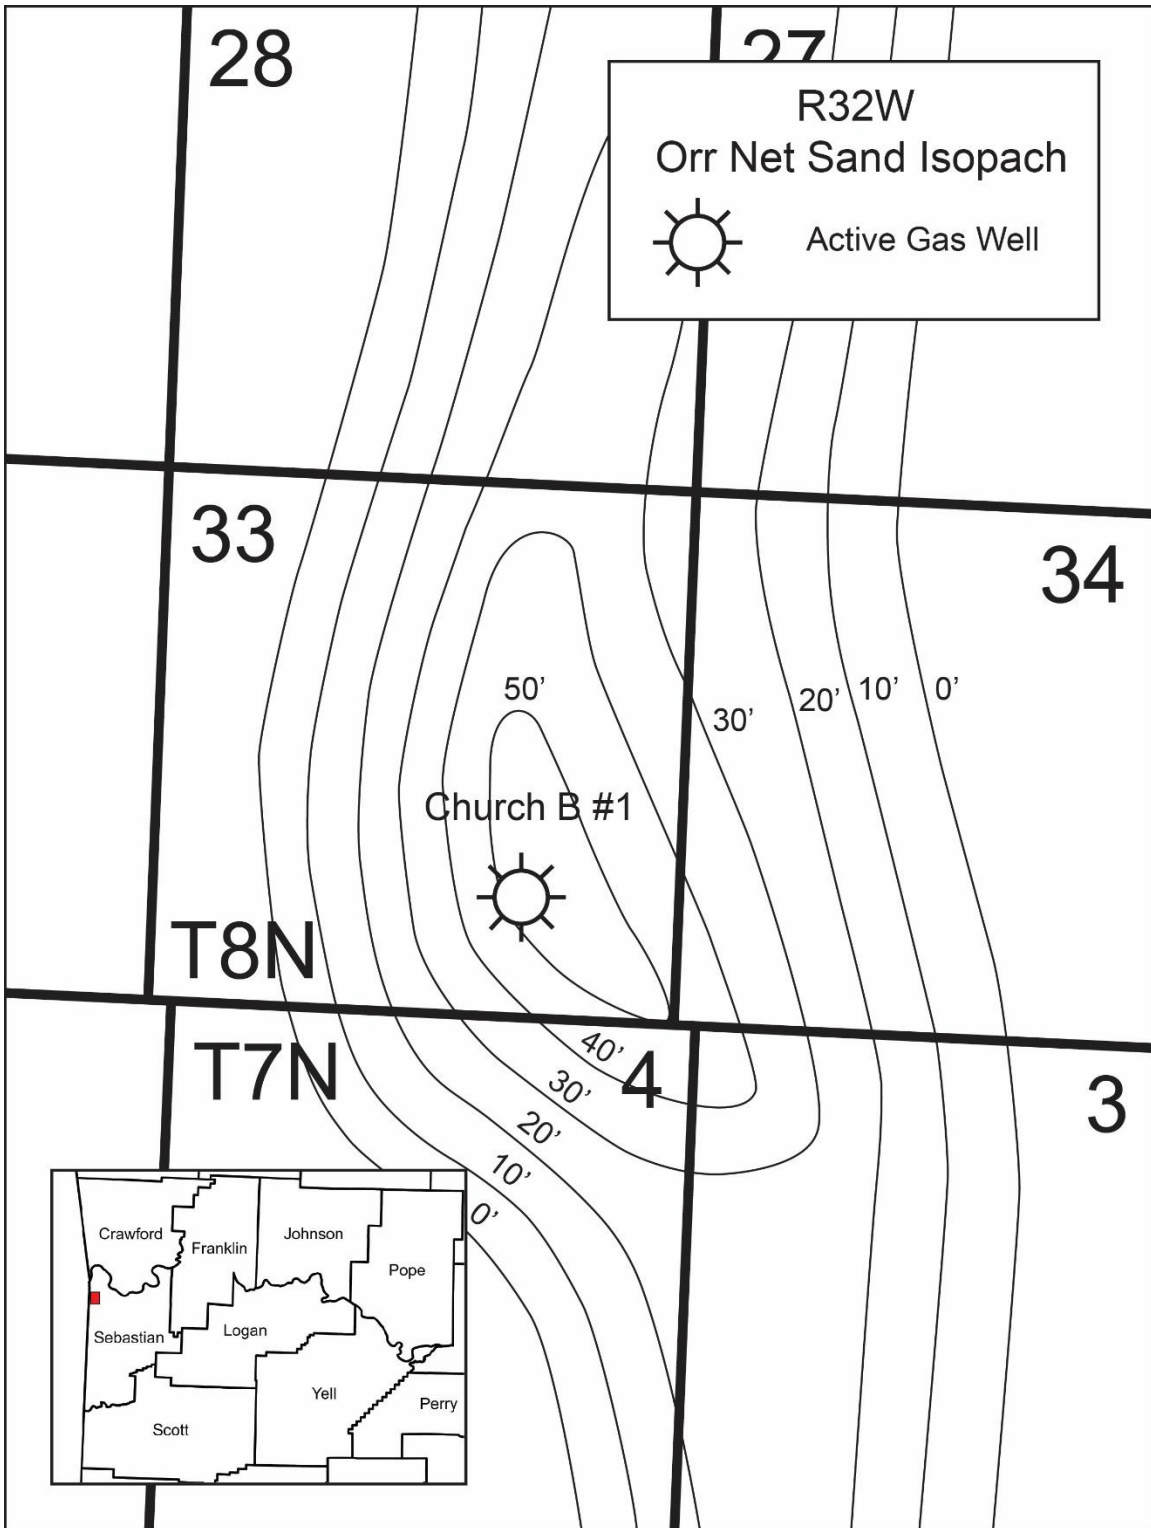 28
27
R32W
Orr Net Sand Isopach
Active Gas Well
33
34
50'
30'
20'
10'
0'
Church B #1
T8N
T7N
40'
4
30'
20'
10'
0'
3
Crawford
Franklin
Johnson
Pope
Sebastian
Logan
Yell
Perry
Scott